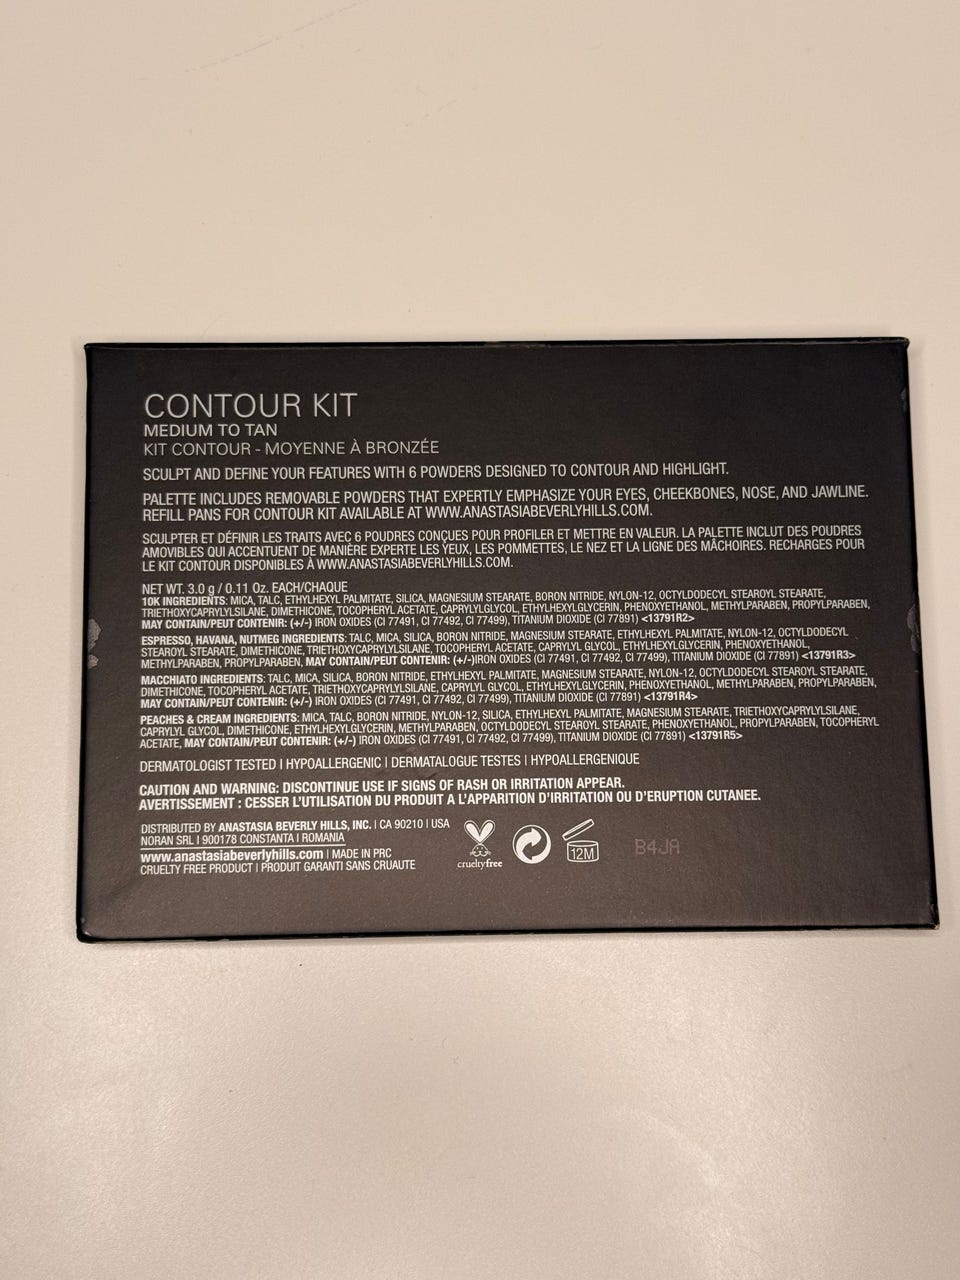 CONTOUR KIT
MEDIUM TO TAN
KIT CONTOUR - MOYENNE À BRONZÉE
SCULPT AND DEFINE YOUR FEATURES WITH 6 POWDERS DESIGNED TO CONTOUR AND HIGHLIGHT.
PALETTE INCLUDES REMOVABLE POWDERS THAT EXPERTLY EMPHASIZE YOUR EYES, CHEEKBONES, NOSE, AND JAWLINE.
REFILL PANS FOR CONTOUR KIT AVAILABLE AT WWW.ANASTASIABEVERLYHILLS.COM.
SCULPTER ET DÉFINIR LES TRAITS AVEC 6 POUDRES CONÇUES POUR PROFILER ET METTRE EN VALEUR. LA PALETTE INCLUT DES POUDRES
AMOVIBLES QUI ACCENTUENT DE MANIÈRE EXPERTE LES YEUX, LES POMMETTES, LE NEZ ET LA LIGNE DES MÂCHOIRES. RECHARGES POUR
LE KIT CONTOUR DISPONIBLES À WWW.ANASTASIABEVERLYHILLS.COM.
NET WT. 3.0 g / 0.11 Oz. EACH/CHAQUE
10K INGREDIENTS: MICA, TALC, ETHYLHEXYL PALMITATE, SILICA, MAGNESIUM STEARATE, BORON NITRIDE, NYLON-12, OCTYLDODECYL STEAROYL STEARATE,
TRIETHOXYCAPRYLYLSILANE, DIMETHICONE, TOCOPHERYL ACETATE, CAPRYLYLGLYCOL, ETHYLHEXYLGLYCERIN, PHENOXYETHANOL, METHYLPARABEN, PROPYLPARABEN,
MAY CONTAIN/PEUT CONTENIR: (+/-) IRON OXIDES (CI 77491, CI 77492, CI 77499), TITANIUM DIOXIDE (CI 77891) <13791R2>
ESPRESSO, HAVANA, NUTMEG INGREDIENTS: TALC, MICA, SILICA, BORON NITRIDE, MAGNESIUM STEARATE, ETHYLHEXYL PALMITATE, NYLON-12, OCTYLDODECYL
STEAROYL STEARATE, DIMETHICONE, TRIETHOXYCAPRYLYLSILANE, TOCOPHERYL ACETATE, CAPRYLYL GLYCOL, ETHYLHEXYLGLYCERIN, PHENOXYETHANOL,
METHYLPARABEN, PROPYLPARABEN, MAY CONTAIN/PEUT CONTENIR: (+/-)IRON OXIDES (CI 77491, CI 77492, CI 77499), TITANIUM DIOXIDE (CI 77891) <13791R3>
MACCHIATO INGREDIENTS: TALC, MICA, SILICA, BORON NITRIDE, ETHYLHEXYL PALMITATE, MAGNESIUM STEARATE, NYLON-12, OCTYLDODECYL STEAROYL STEARATE,
DIMETHICONE, TOCOPHERYL ACETATE, TRIETHOXYCAPRYLYLSILANE, CAPRYLYL GLYCOL, ETHYLHEXYLGLYCERIN, PHENOXYETHANOL, METHYLPARABEN, PROPYLPARABEN,
MAY CONTAIN/PEUT CONTENIR: (+/-) IRON OXIDES (CI 77491, CI 77492, CI 77499), TITANIUM DIOXIDE (CI 77891) <13791R4>
PEACHES & CREAM INGREDIENTS: MICA, TALC, BORON NITRIDE, NYLON-12, SILICA, ETHYLHEXYL PALMITATE, MAGNESIUM STEARATE, TRIETHOXYCAPRYLYLSILANE,
CAPRYLYL GLYCOL, DIMETHICONE, ETHYLHEXYLGLYCERIN, METHYLPARABEN, OCTYLDODECYL STEAROYL STEARATE, PHENOXYETHANOL, PROPYLPARABEN, TOCOPHERYL
ACETATE, MAY CONTAIN/PEUT CONTENIR: (+/-) IRON OXIDES (CI 77491, CI 77492, CI 77499), TITANIUM DIOXIDE (CI 77891) <13791R5>
DERMATOLOGIST TESTED | HYPOALLERGENIC | DERMATALOGUE TESTES | HYPOALLERGENIQUE
CAUTION AND WARNING: DISCONTINUE USE IF SIGNS OF RASH OR IRRITATION APPEAR.
AVERTISSEMENT : CESSER L'UTILISATION DU PRODUIT A L'APPARITION D'IRRITATION OU D'ERUPTION CUTANEE.
DISTRIBUTED BY ANASTASIA BEVERLY HILLS, INC. | CA 90210 | USA
NORAN SRL | 900178 CONSTANTA | ROMANIA
www.anastasiabeverlyhills.com | MADE IN PRC
CRUELTY FREE PRODUCT | PRODUIT GARANTI SANS CRUAUTE
crueltyfree
12M
B4JA